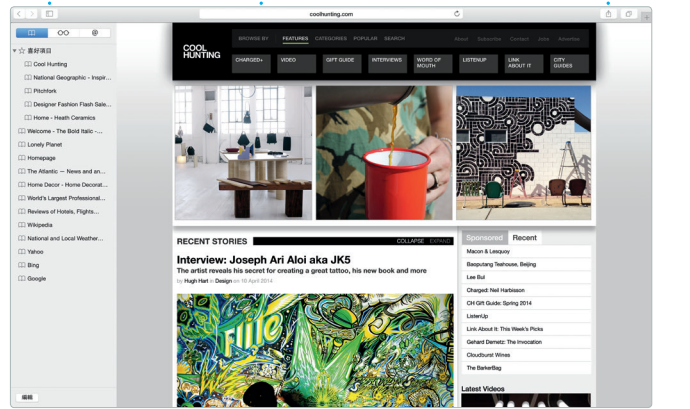 coolhunting.com
喜好項目
Cool Hunting
National Geographic - Inspir...
Pitchfork
Designer Fashion Flash Sale...
Home - Heath Ceramics
Welcome - The Bold Italic -...
Lonely Planet
Homepage
The Atlantic — News and an...
Home Decor - Home Decorat...
World's Largest Professional...
Reviews of Hotels, Flights...
Wikipedia
National and Local Weather...
Yahoo
Bing
Google
編輯
COOL
HUNTING
BROWSE BY FEATURES CATEGORIES POPULAR SEARCH
About Subscribe Contact Jobs Advertise
CHARGED+
VIDEO
GIFT GUIDE
INTERVIEWS
WORD OF
MOUTH
LISTENUP
LINK
ABOUT IT
CITY
GUIDES
RECENT STORIES
COLLAPSE EXPAND
Interview: Joseph Ari Aloi aka JK5
The artist reveals his secret for creating a great tattoo, his new book and more
by Hugh Hart in Design on 10 April 2014
Sponsored Recent
Macon & Lesquoy
Baoputang Teahouse, Beijing
Lee Bul
Charged: Neil Harbisson
CH Gift Guide: Spring 2014
ListenUp
Link About It: This Week's Picks
Gehard Demetz: The Invocation
Cloudburst Wines
The BarkerBag
Latest Videos